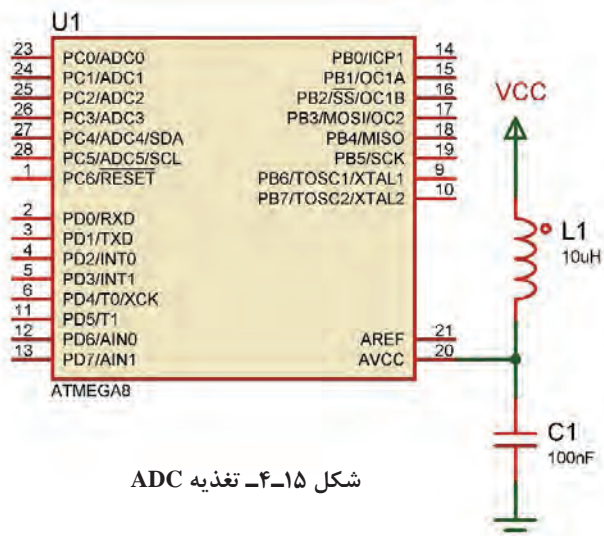 U1
23 PC0/ADC0
24 PC1/ADC1
25 PC2/ADC2
26 PC3/ADC3
27 PC4/ADC4/SDA
28 PC5/ADC5/SCL
1 PC6/RESET
2 PD0/RXD
3 PD1/TXD
4 PD2/INT0
5 PD3/INT1
6 PD4/T0/XCK
11 PD5/T1
12 PD6/AIN0
13 PD7/AIN1
PB0/ICP1 14
PB1/OC1A 15
PB2/SS/OC1B 16
PB3/MOSI/OC2 17
PB4/MISO 18
PB5/SCK 19
PB6/TOSC1/XTAL1 9
PB7/TOSC2/XTAL2 10
AREF 21
AVCC 20
ATMEGA8
VCC
L1
10uH
C1
100nF
شکل ۱۵ـ۴ـ تغذیه ADC